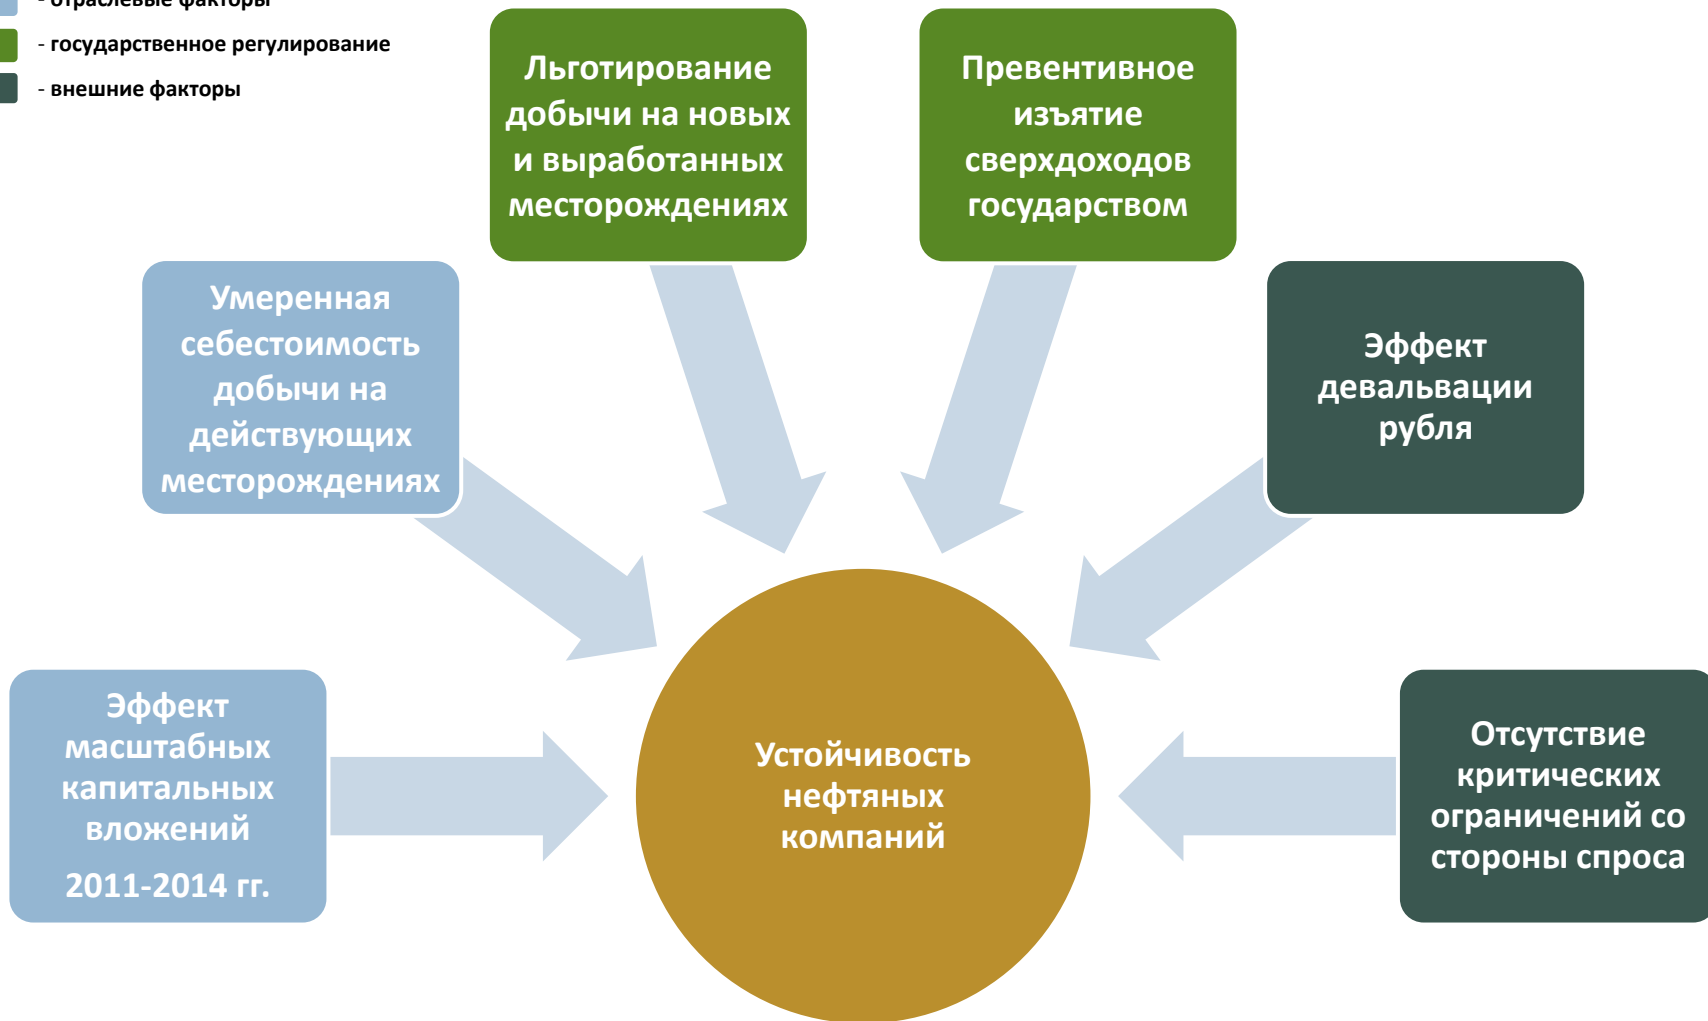 - отраслевые факторы
- государственное регулирование
- внешние факторы
Льготирование
добычи на новых
и выработанных
месторождениях
Превентивное
изъятие
сверхдоходов
государством
Умеренная
себестоимость
добычи на
действующих
месторождениях
Эффект
девальвации
рубля
Эффект
масштабных
капитальных
вложений
2011-2014 гг.
Устойчивость
нефтяных
компаний
Отсутствие
критических
ограничений со
стороны спроса